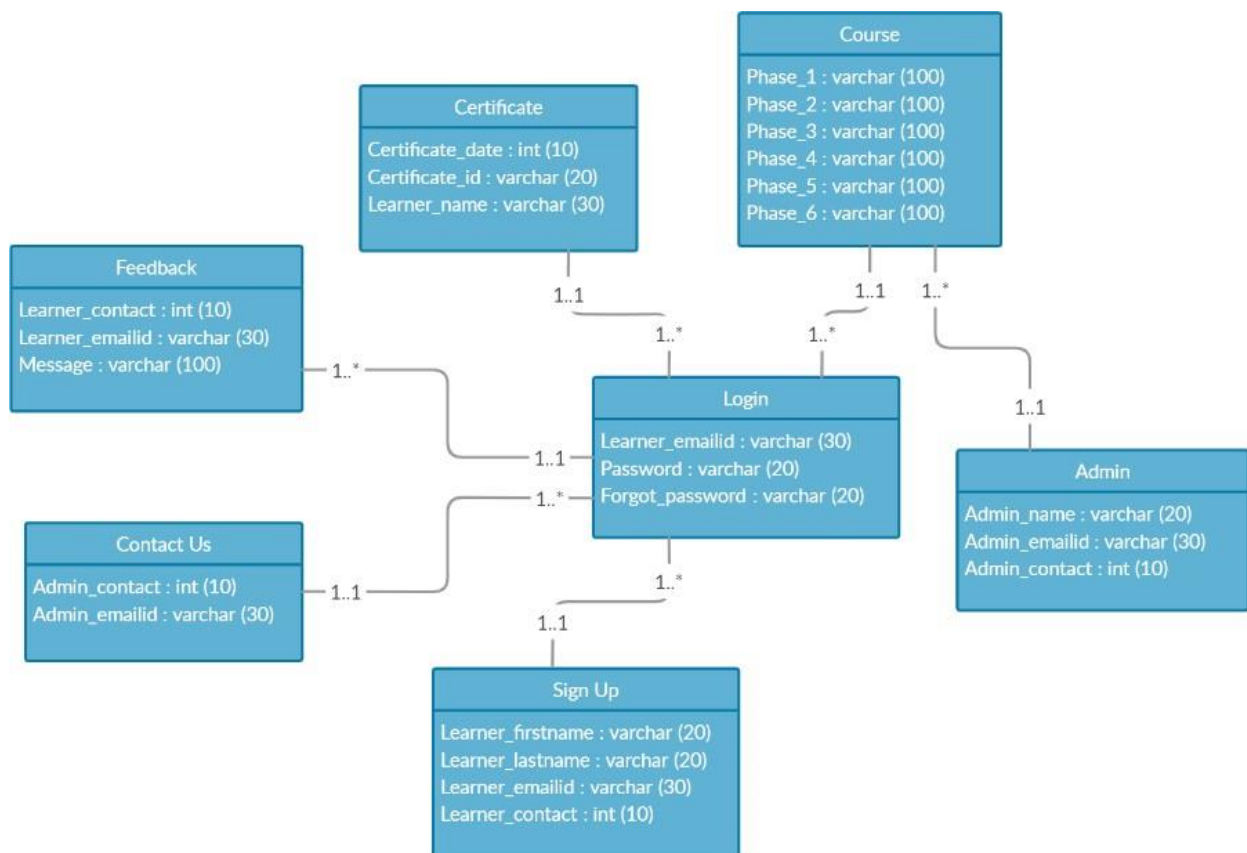 Course
Phase_1 : varchar (100)
Phase_2 : varchar (100)
Phase_3 : varchar (100)
Phase_4 : varchar (100)
Phase_5 : varchar (100)
Phase_6 : varchar (100)
Certificate
Certificate_date : int (10)
Certificate_id : varchar (20)
Learner_name : varchar (30)
Feedback
Learner_contact : int (10)
Learner_emailid : varchar (30)
Message : varchar (100)
1..1
1..*
1..1
1..*
1..*
1..1
1..*
1..1
Login
Learner_emailid : varchar (30)
Password : varchar (20)
Forgot_password : varchar (20)
Admin
Admin_name : varchar (20)
Admin_emailid : varchar (30)
Admin_contact : int (10)
1..*
1..1
Contact Us
Admin_contact : int (10)
Admin_emailid : varchar (30)
1..*
1..1
Sign Up
Learner_firstname : varchar (20)
Learner_lastname : varchar (20)
Learner_emailid : varchar (30)
Learner_contact : int (10)